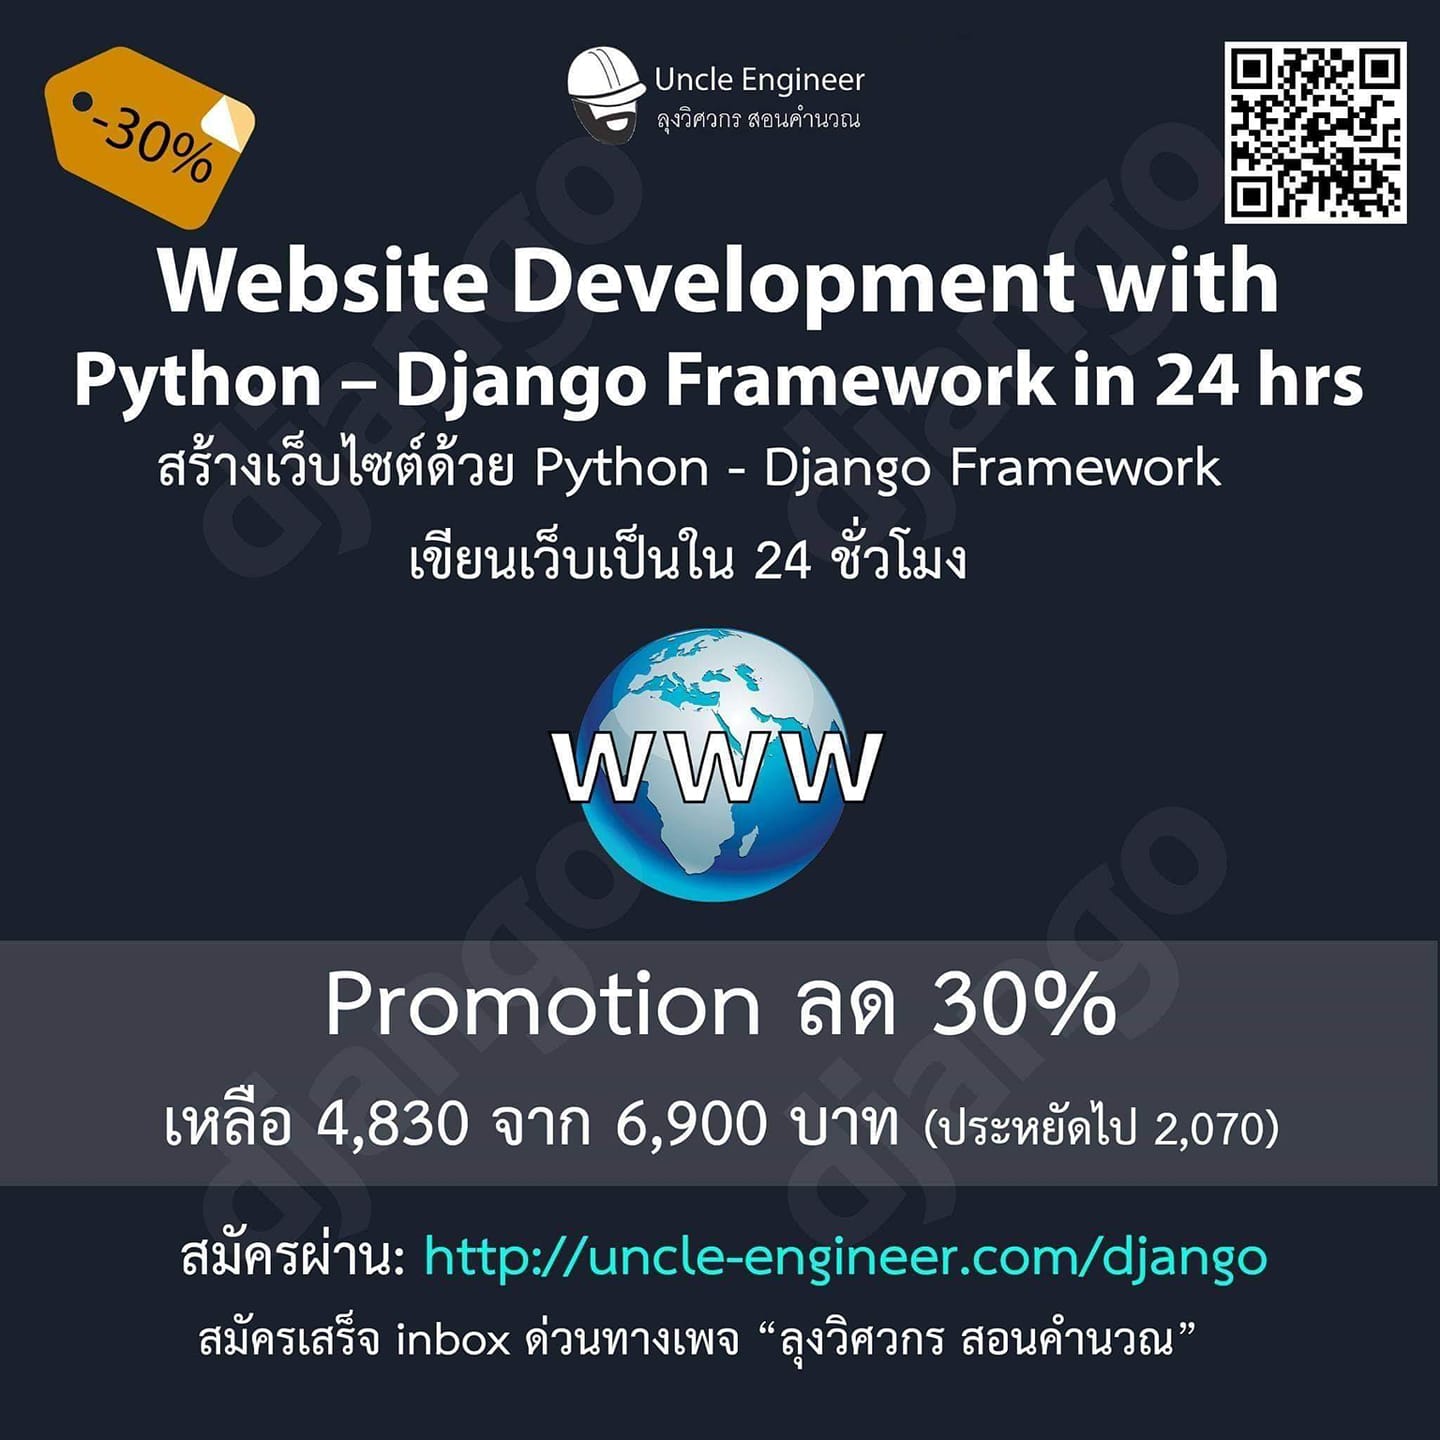 -30%
Uncle Engineer
ลุงวิศวกร สอนคำนวณ
Website Development with
Python – Django Framework in 24 hrs
สร้างเว็บไซต์ด้วย Python - Django Framework
เขียนเว็บเป็นใน 24 ชั่วโมง
www
Promotion ลด 30%
เหลือ 4,830 จาก 6,900 บาท (ประหยัดไป 2,070)
สมัครผ่าน: http://uncle-engineer.com/django
สมัครเสร็จ inbox ด่วนทางเพจ “ลุงวิศวกร สอนคำนวณ”
django
django
django
django